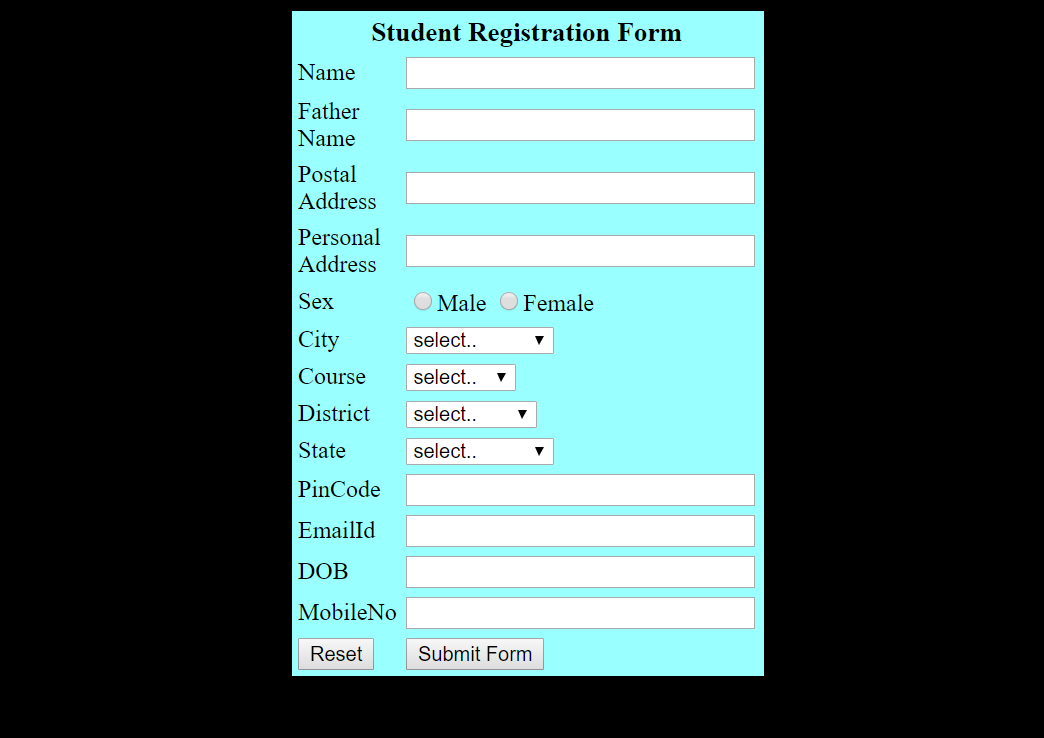 Student Registration Form
Name
Father
Name
Postal
Address
Personal
Address
Sex Male Female
City select..
Course select..
District select..
State select..
PinCode
EmailId
DOB
MobileNo
Reset Submit Form